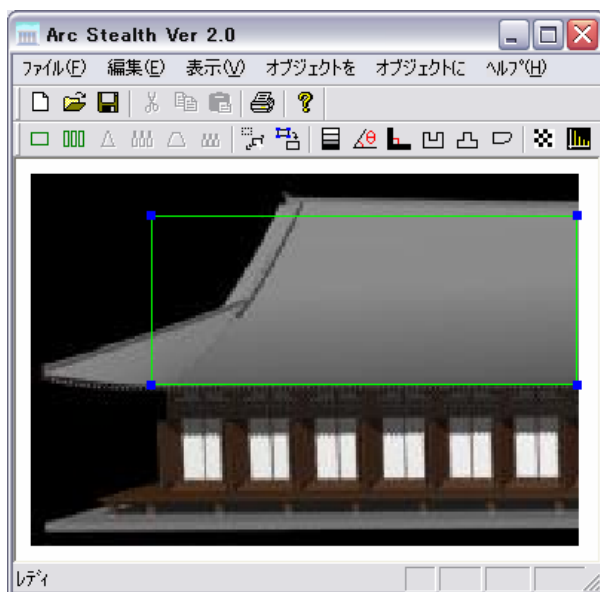 Arc Stealth Ver 2.0
ファイル(F) 編集(E) 表示(V) オブジェクトを オブジェクトに ヘルプ(H)
レディ